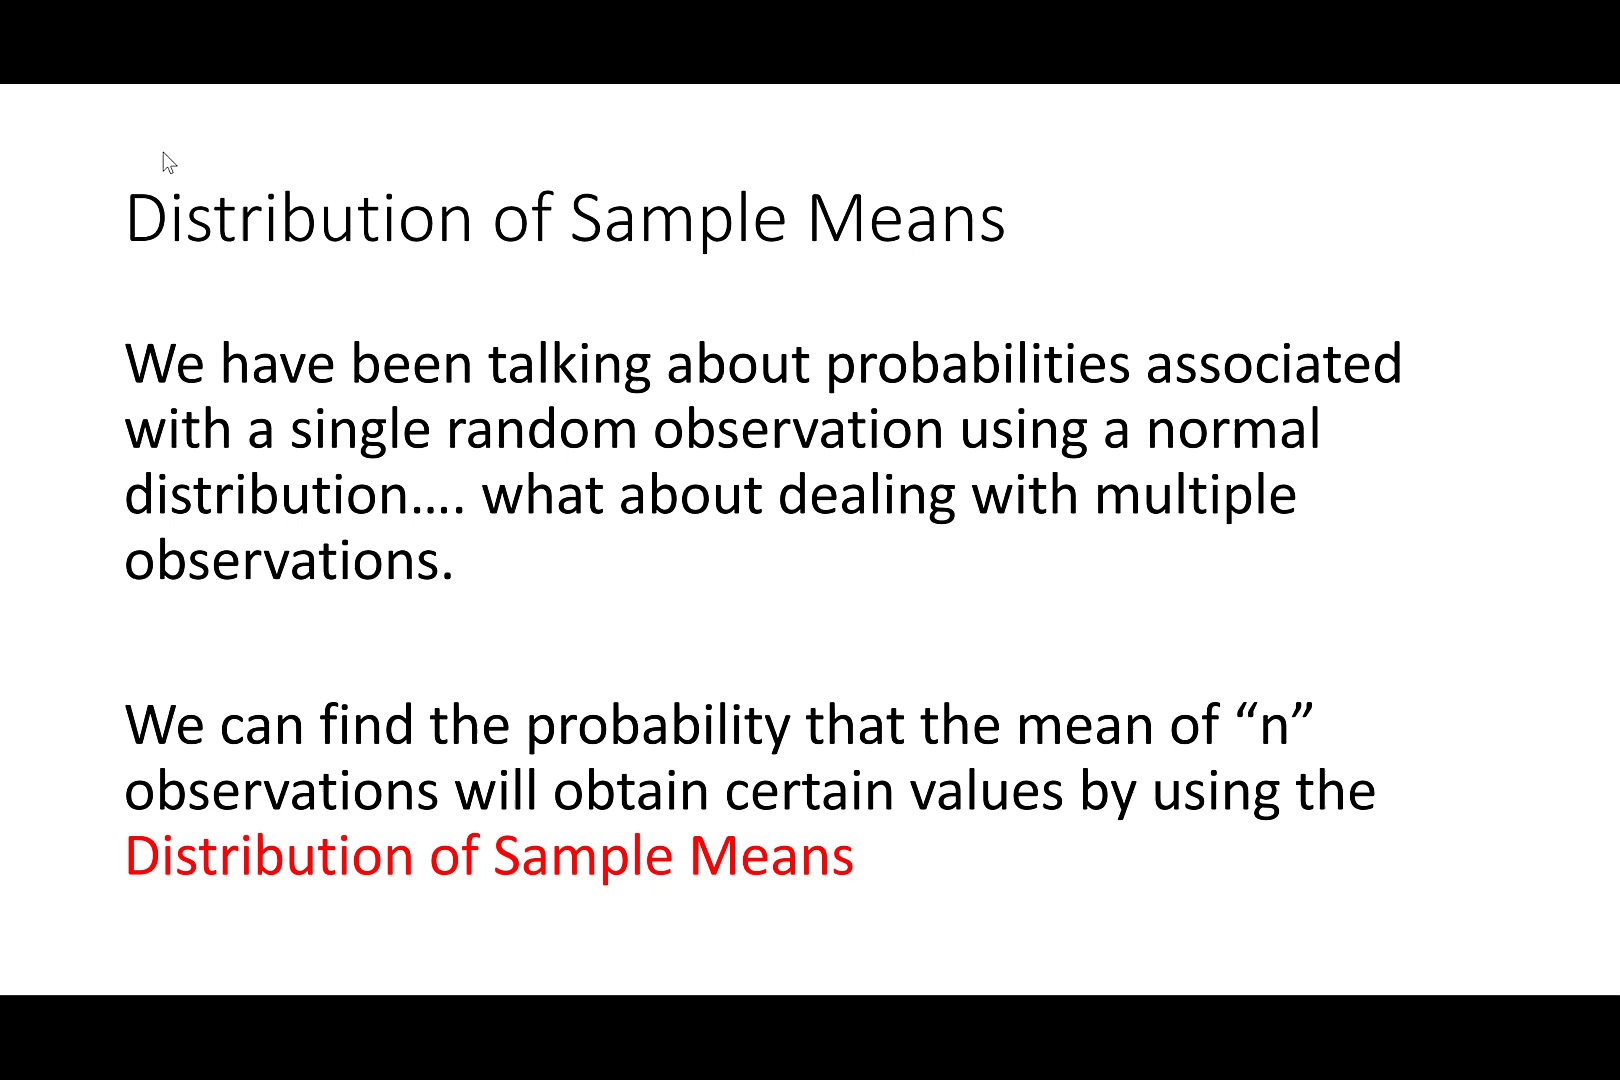 Distribution of Sample Means
We have been talking about probabilities associated
with a single random observation using a normal
distribution…. what about dealing with multiple
observations.
We can find the probability that the mean of “n”
observations will obtain certain values by using the
Distribution of Sample Means